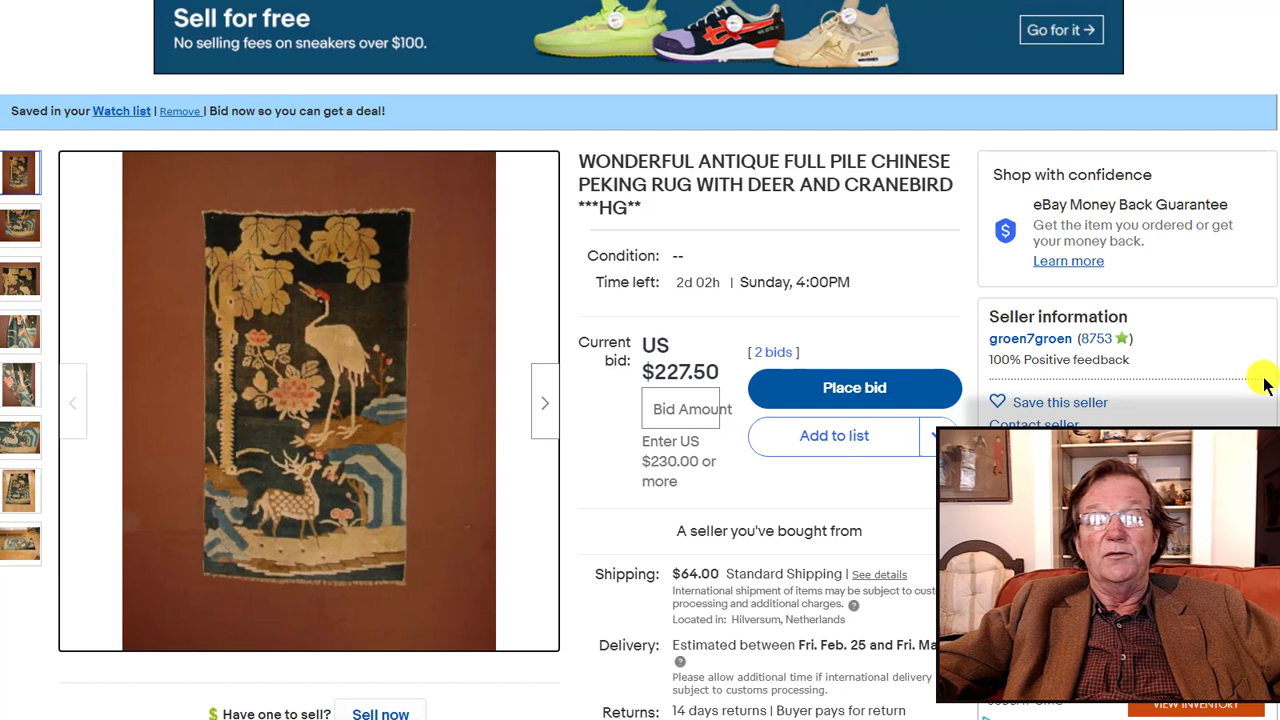 Sell for free
No selling fees on sneakers over $100.
Go for it →
Saved in your Watch list | Remove | Bid now so you can get a deal!
WONDERFUL ANTIQUE FULL PILE CHINESE
PEKING RUG WITH DEER AND CRANEBIRD
***HG**
Condition: --
Time left: 2d 02h | Sunday, 4:00PM
Current
bid:
US
$227.50
[ 2 bids ]
Bid Amount
Place bid
Enter US
$230.00 or
more
Add to list
A seller you've bought from
Shipping: $64.00 Standard Shipping | See details
International shipment of items may be subject to cust
processing and additional charges.
Located in: Hilversum, Netherlands
Delivery: Estimated between Fri. Feb. 25 and Fri. Ma
Please allow additional time if international delivery
subject to customs processing.
Returns: 14 days returns | Buyer pays for return
Have one to sell? Sell now
Shop with confidence
eBay Money Back Guarantee
Get the item you ordered or get
your money back.
Learn more
Seller information
groen7groen (8753 )
100% Positive feedback
Save this seller
Contact seller
VIEW INVENTORY